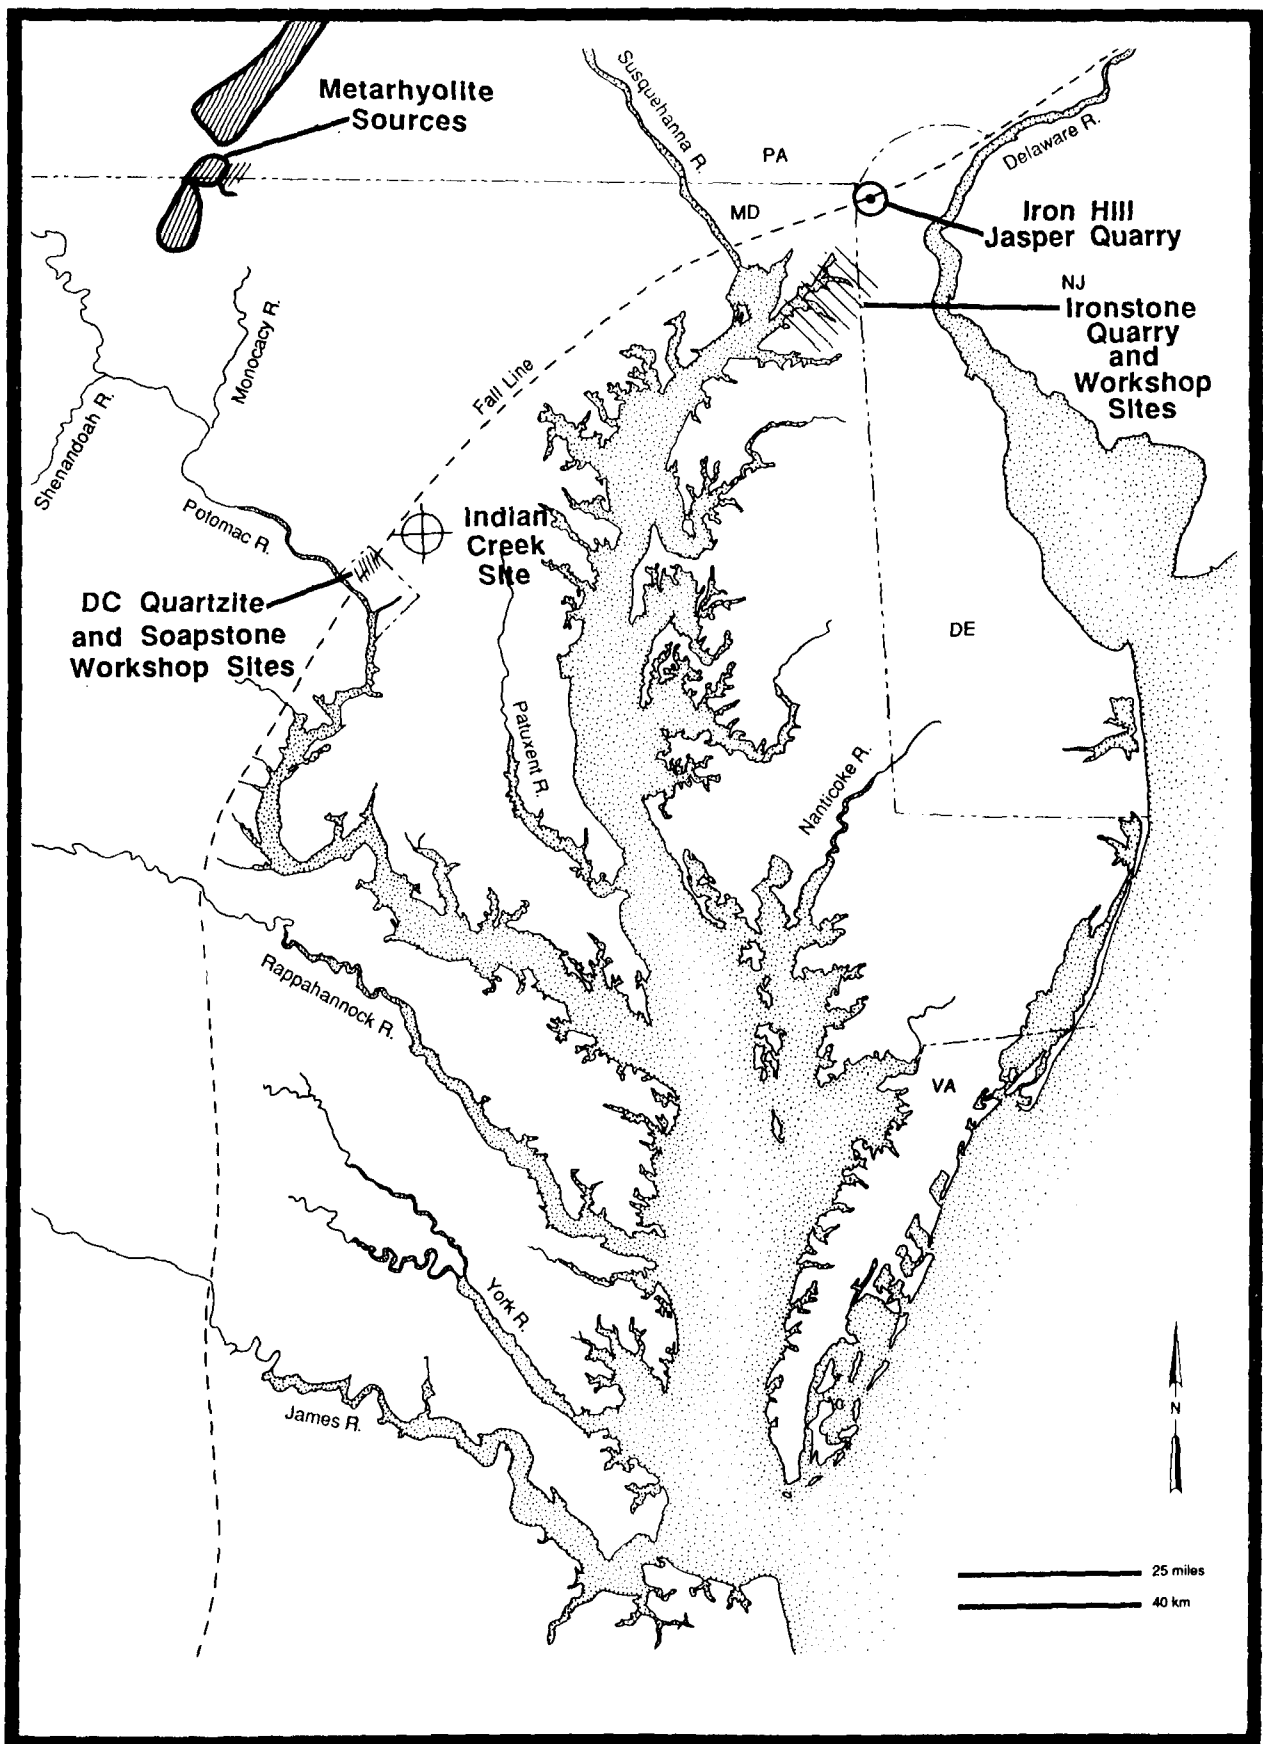 Metarhyolite
Sources
Susquehanna R.
PA
Delaware R.
MD
Iron Hill
Jasper Quarry
NJ
Ironstone
Quarry
and
Workshop
Sites
Monocacy R.
Fall Line
Shenandoah R.
Potomac R.
Indian
Creek
Site
DC Quartzite
and Soapstone
Workshop Sites
DE
Patuxent R.
Nanticoke R.
Rappahannock R.
VA
York R.
James R.
N
25 miles
40 km